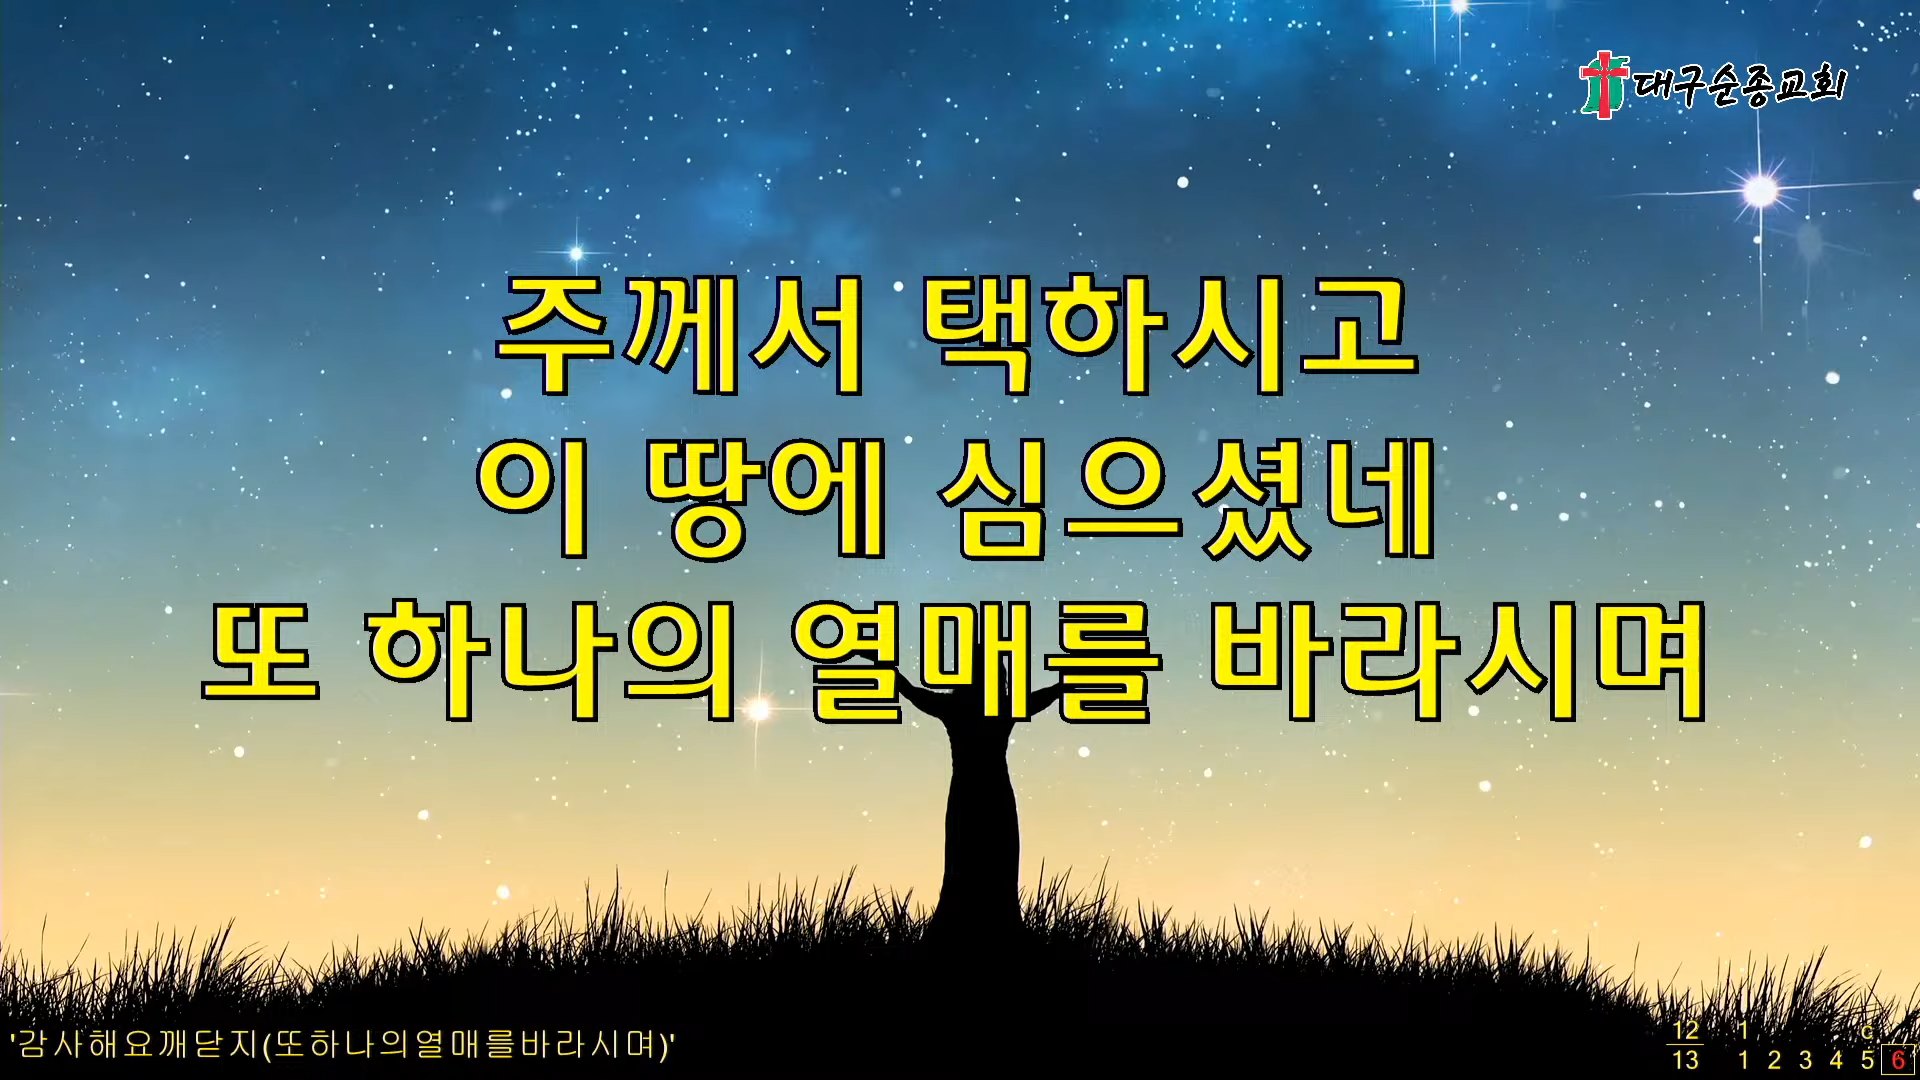 대구순종교회
주께서 택하시고
이 땅에 심으셨네
또 하나의 열매를 바라시며
'감사해요깨닫지(또하나의열매를바라시며)'
12 1 c
13 1 2 3 4 5 6